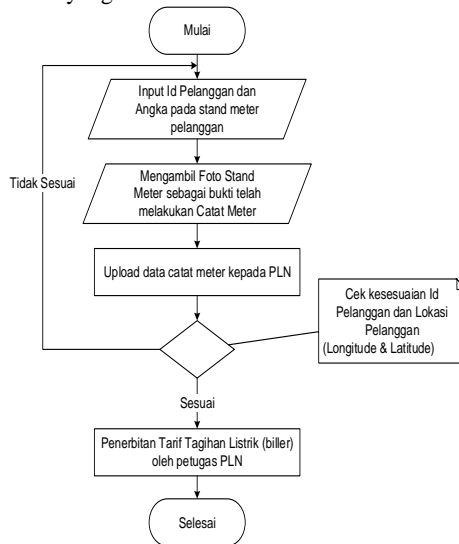 Mulai
Input Id Pelanggan dan
Angka pada stand meter
pelanggan
Tidak Sesuai
Mengambil Foto Stand
Meter sebagai bukti telah
melakukan Catat Meter
Upload data catat meter kepada PLN
Cek kesesuaian Id
Pelanggan dan Lokasi
Pelanggan
(Longitude & Latitude)
Sesuai
Penerbitan Tarif Tagihan Listrik (biller)
oleh petugas PLN
Selesai